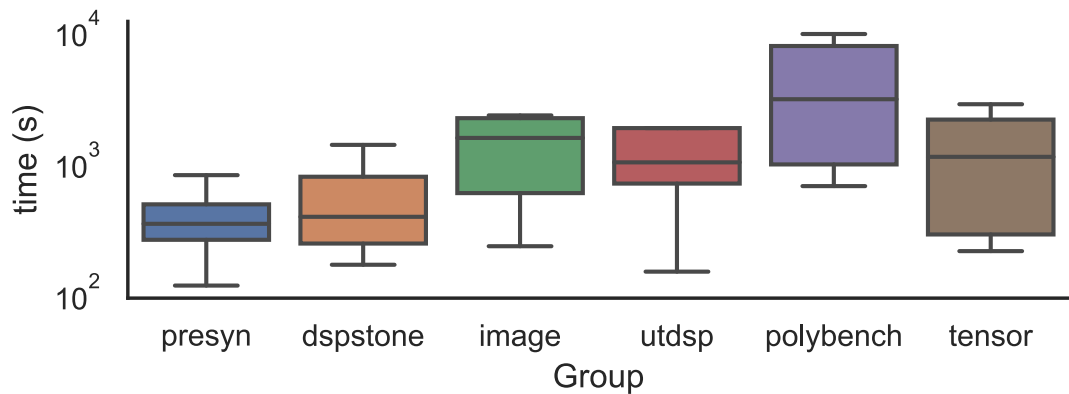 10^4
10^3
10^2
time (s)
presyn dspstone image utdsp polybench tensor
Group